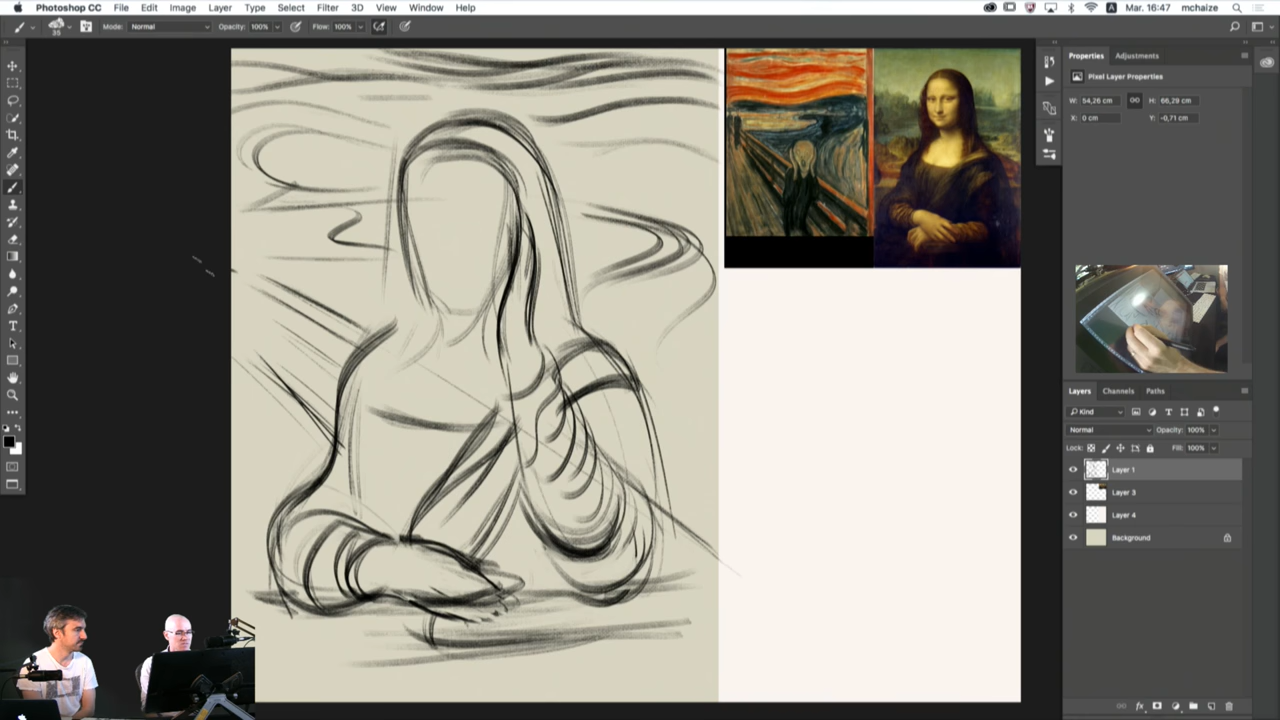 Photoshop CC File Edit Image Layer Type Select Filter 3D View Window Help Mar. 16:47 mchaize
35 Mode: Normal Opacity: 100% Flow: 100%
Properties Adjustments
Pixel Layer Properties
W: 54,26 cm H: 66,29 cm
X: 0 cm Y: -0,71 cm
Layers Channels Paths
Kind
Normal Opacity: 100%
Lock: Fill: 100%
Layer 1
Layer 3
Layer 4
Background